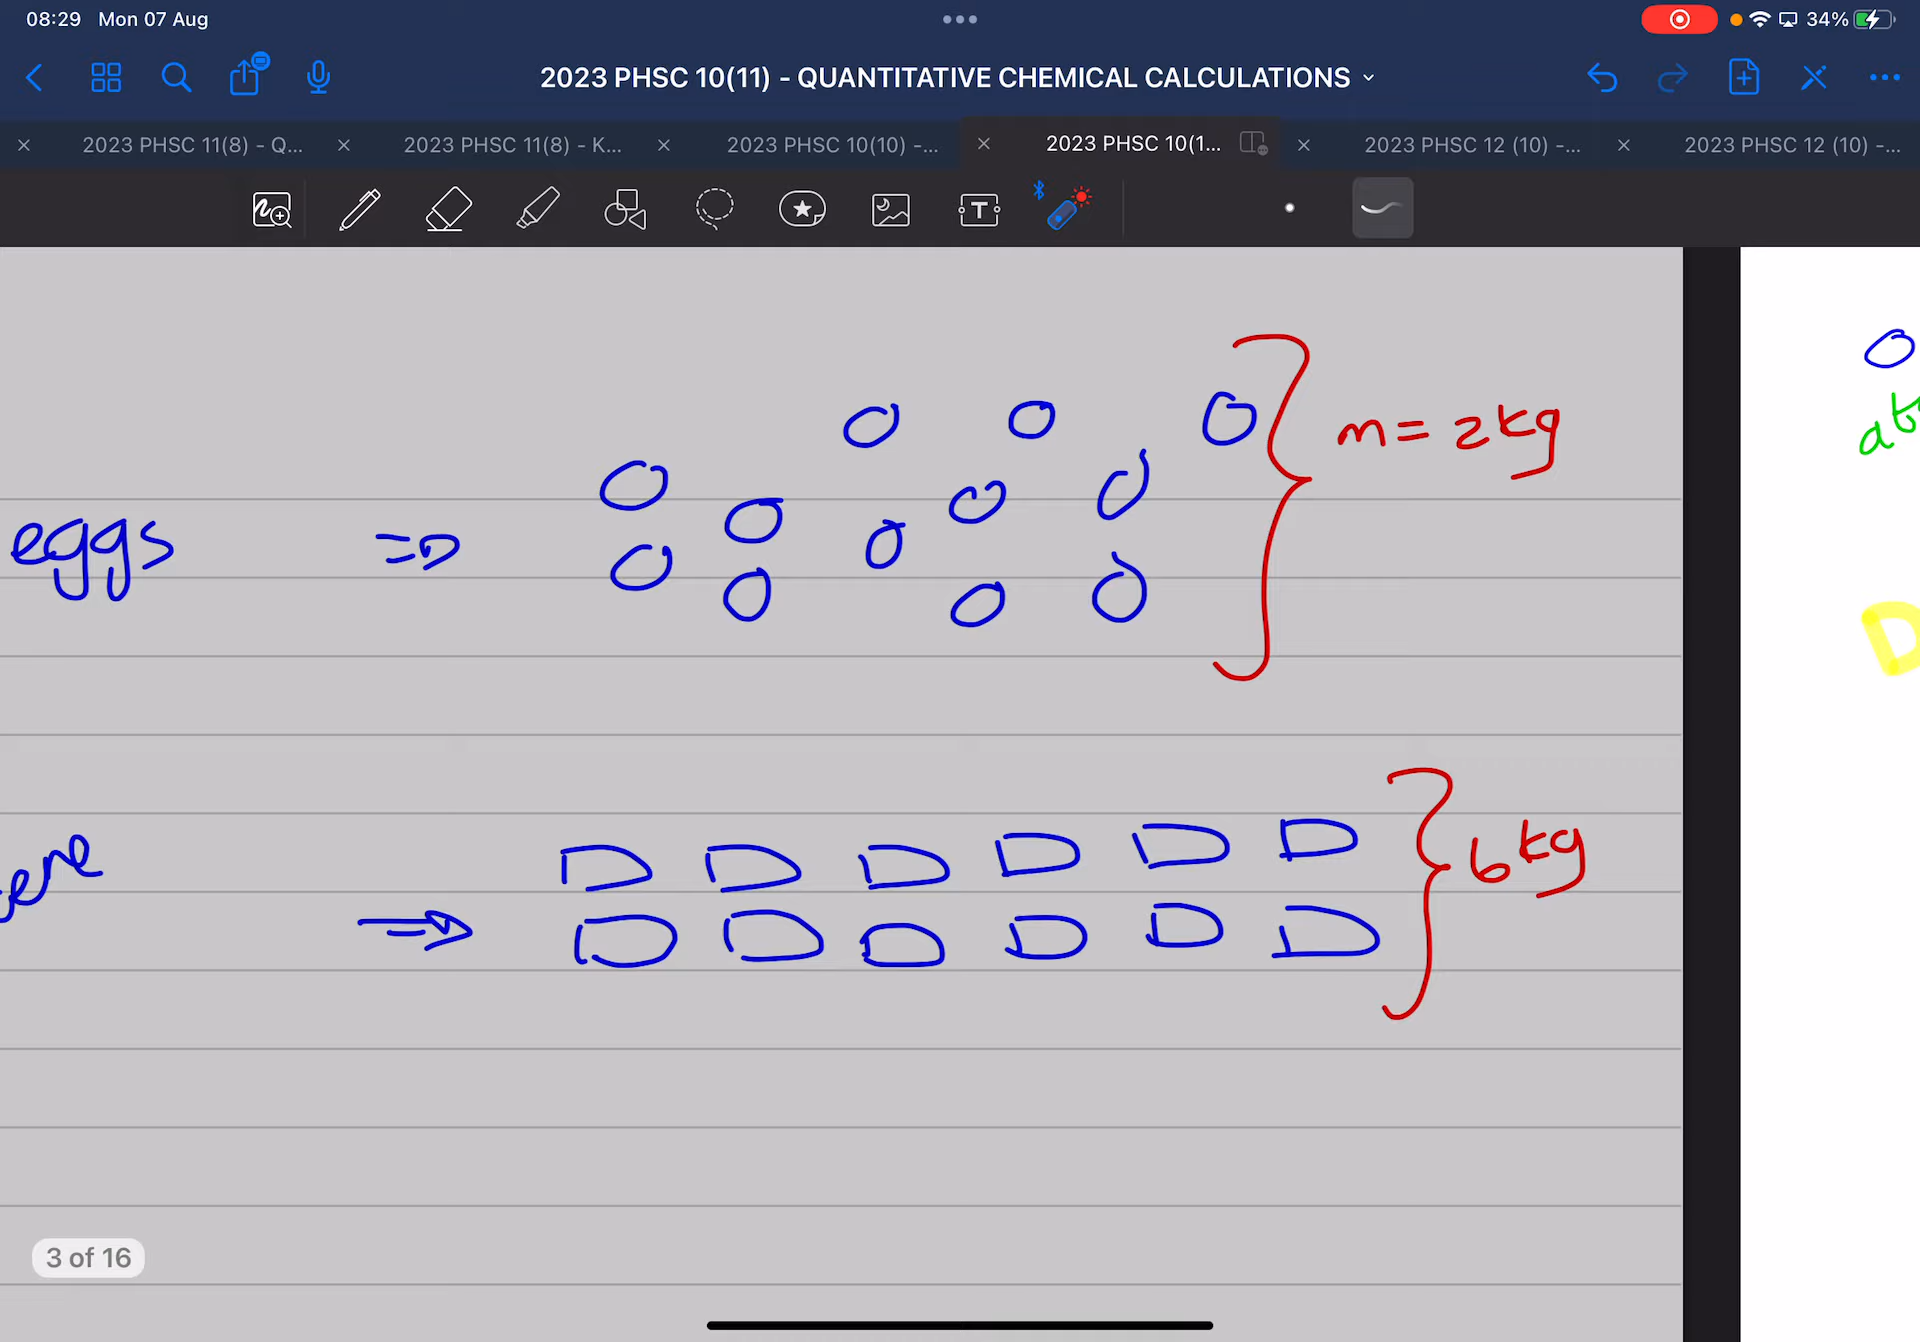 08:29 Mon 07 Aug
34%
2023 PHSC 10(11) - QUANTITATIVE CHEMICAL CALCULATIONS
2023 PHSC 11(8) - Q...
2023 PHSC 11(8) - K...
2023 PHSC 10(10) -...
2023 PHSC 10(1...
2023 PHSC 12 (10) -...
2023 PHSC 12 (10) -...
T
m = 2kg
eggs ⇒
6kg
⇒
3 of 16